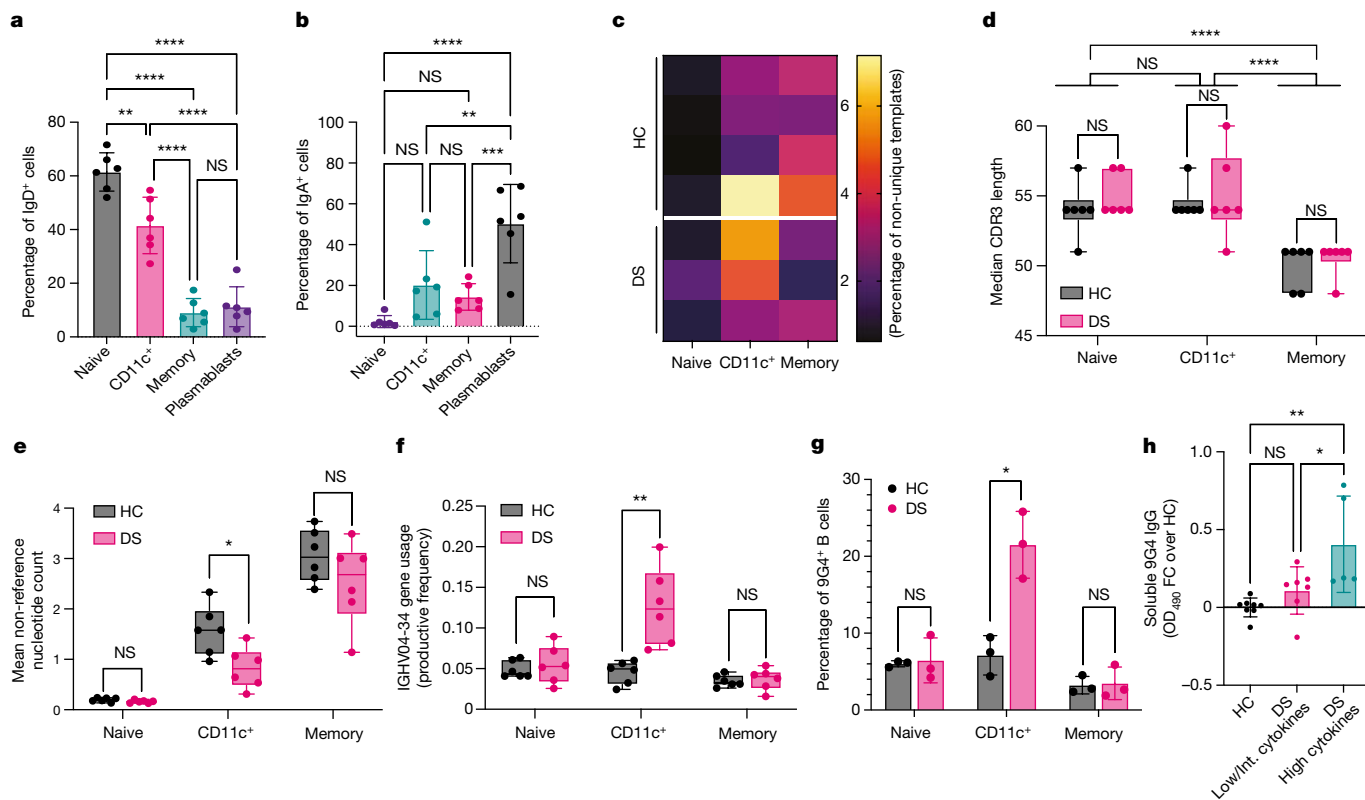 a
****
NS
****
**
****
****
NS
Percentage of IgD+ cells
80
60
40
20
0
Naive
CD11c+
Memory
Plasmablasts
b
****
NS
**
NS
NS
***
Percentage of IgA+ cells
100
80
60
40
20
0
Naive
CD11c+
Memory
Plasmablasts
c
HC
DS
Naive
CD11c+
Memory
6
4
2
(Percentage of non-unique templates)
d
****
NS
****
NS
NS
NS
Median CDR3 length
60
55
50
45
HC
DS
Naive
CD11c+
Memory
e
NS
*
NS
HC
DS
Mean non-reference
nucleotide count
4
3
2
1
0
Naive
CD11c+
Memory
f
HC
DS
NS
**
NS
IGHV04-34 gene usage
(productive frequency)
0.25
0.20
0.15
0.10
0.05
0
Naive
CD11c+
Memory
g
HC
DS
NS
*
NS
Percentage of 9G4+ B cells
30
20
10
0
Naive
CD11c+
Memory
h
**
NS
*
Soluble 9G4 IgG
(OD490 FC over HC)
1.0
0.5
0
–0.5
HC
DS
Low/Int. cytokines
DS
High cytokines